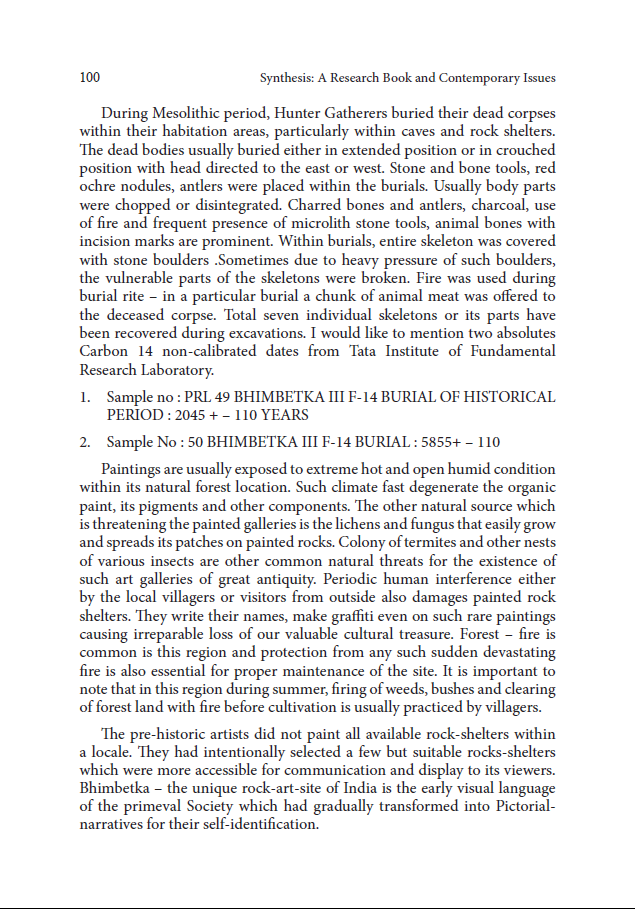 100 Synthesis: A Research Book and Contemporary Issues
During Mesolithic period, Hunter Gatherers buried their dead corpses
within their habitation areas, particularly within caves and rock shelters.
The dead bodies usually buried either in extended position or in crouched
position with head directed to the east or west. Stone and bone tools, red
ochre nodules, antlers were placed within the burials. Usually body parts
were chopped or disintegrated. Charred bones and antlers, charcoal, use
of fire and frequent presence of microlith stone tools, animal bones with
incision marks are prominent. Within burials, entire skeleton was covered
with stone boulders .Sometimes due to heavy pressure of such boulders,
the vulnerable parts of the skeletons were broken. Fire was used during
burial rite – in a particular burial a chunk of animal meat was offered to
the deceased corpse. Total seven individual skeletons or its parts have
been recovered during excavations. I would like to mention two absolutes
Carbon 14 non-calibrated dates from Tata Institute of Fundamental
Research Laboratory.
1. Sample no : PRL 49 BHIMBETKA III F-14 BURIAL OF HISTORICAL
PERIOD : 2045 + – 110 YEARS
2. Sample No : 50 BHIMBETKA III F-14 BURIAL : 5855+ – 110
Paintings are usually exposed to extreme hot and open humid condition
within its natural forest location. Such climate fast degenerate the organic
paint, its pigments and other components. The other natural source which
is threatening the painted galleries is the lichens and fungus that easily grow
and spreads its patches on painted rocks. Colony of termites and other nests
of various insects are other common natural threats for the existence of
such art galleries of great antiquity. Periodic human interference either
by the local villagers or visitors from outside also damages painted rock
shelters. They write their names, make graffiti even on such rare paintings
causing irreparable loss of our valuable cultural treasure. Forest – fire is
common is this region and protection from any such sudden devastating
fire is also essential for proper maintenance of the site. It is important to
note that in this region during summer, firing of weeds, bushes and clearing
of forest land with fire before cultivation is usually practiced by villagers.
The pre-historic artists did not paint all available rock-shelters within
a locale. They had intentionally selected a few but suitable rocks-shelters
which were more accessible for communication and display to its viewers.
Bhimbetka – the unique rock-art-site of India is the early visual language
of the primeval Society which had gradually transformed into Pictorial-
narratives for their self-identification.